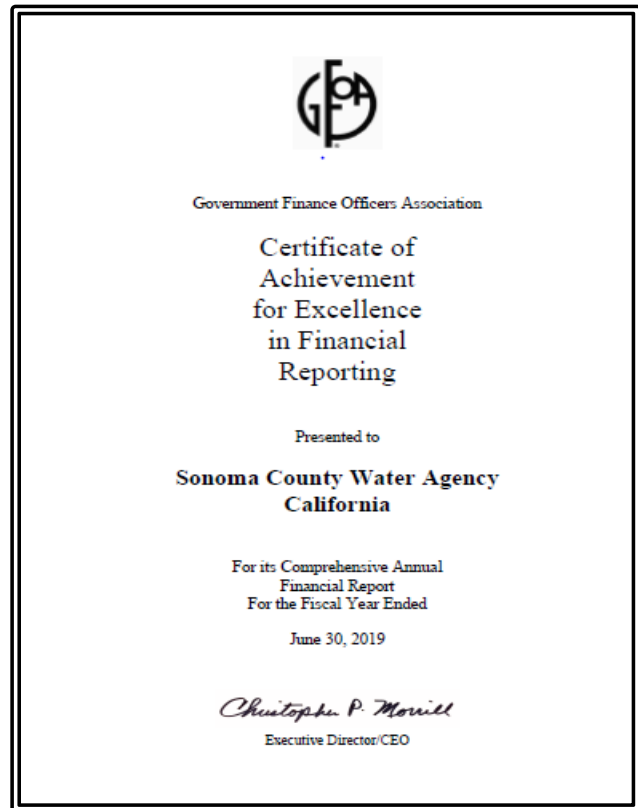 GFOA
Government Finance Officers Association
Certificate of
Achievement
for Excellence
in Financial
Reporting
Presented to
Sonoma County Water Agency
California
For its Comprehensive Annual
Financial Report
For the Fiscal Year Ended
June 30, 2019
Christopher P. Morrill
Executive Director/CEO